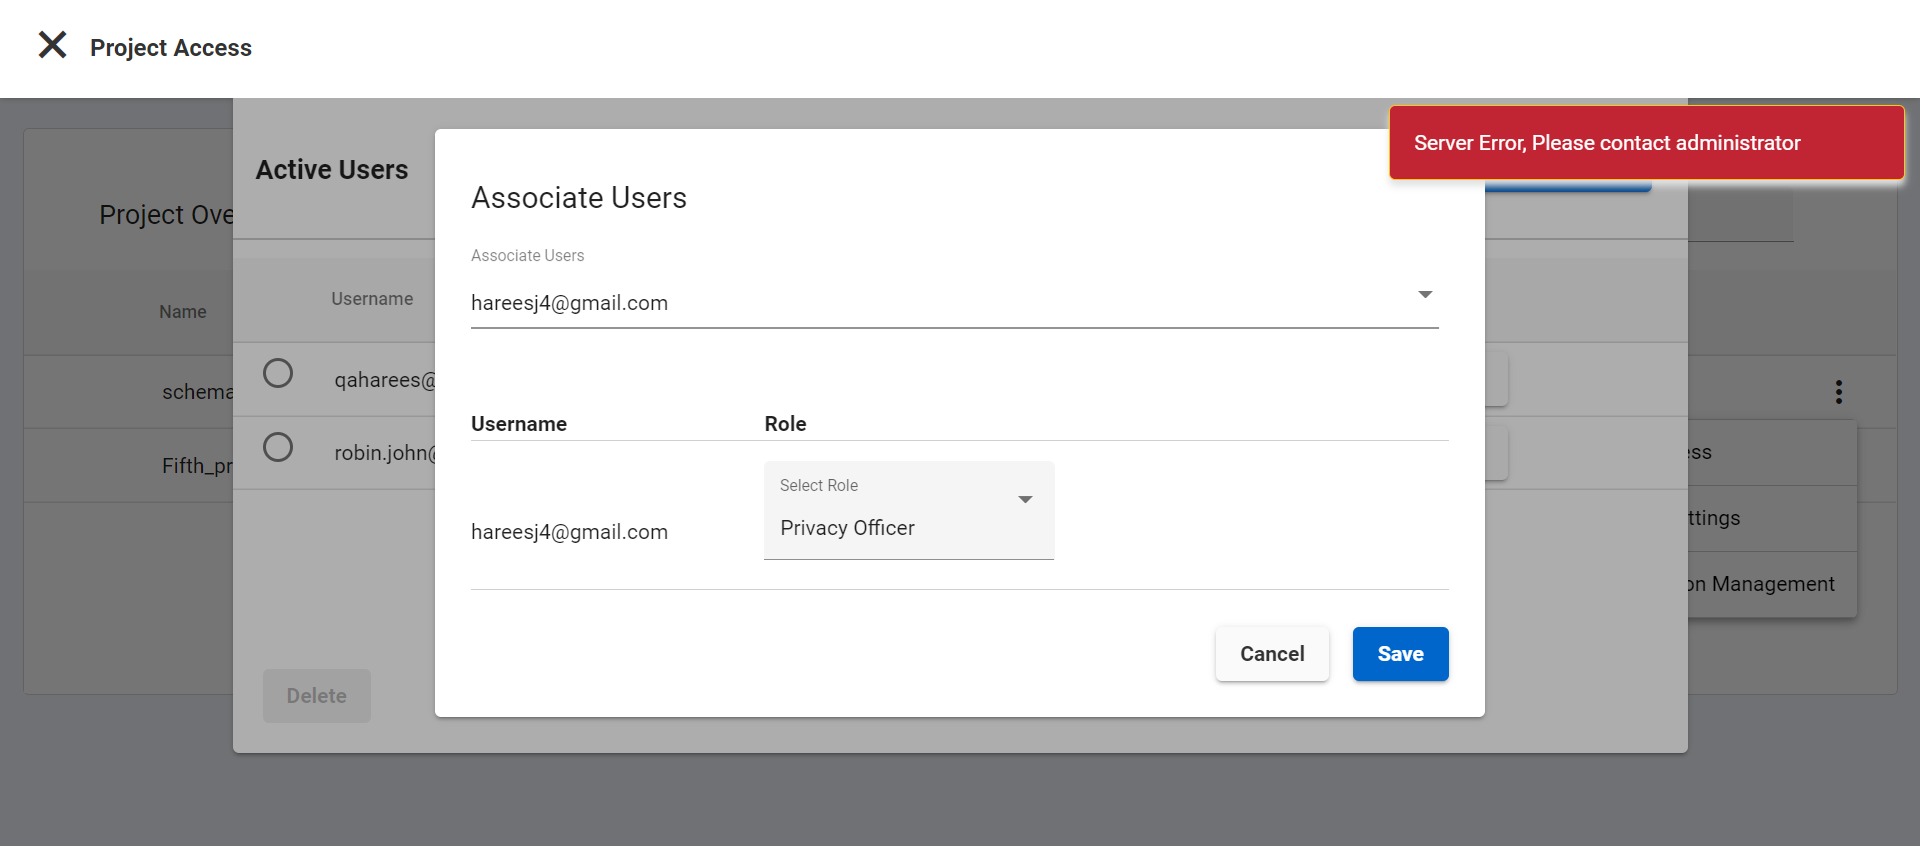 Project Access
Server Error, Please contact administrator
Active Users
Associate Users
Project Ove
Associate Users
hareesj4@gmail.com
Name
Username
schema
qaharees@
Fifth_pr
robin.john@
Username
Role
ess
Select Role
Privacy Officer
hareesj4@gmail.com
ttings
on Management
Cancel
Save
Delete